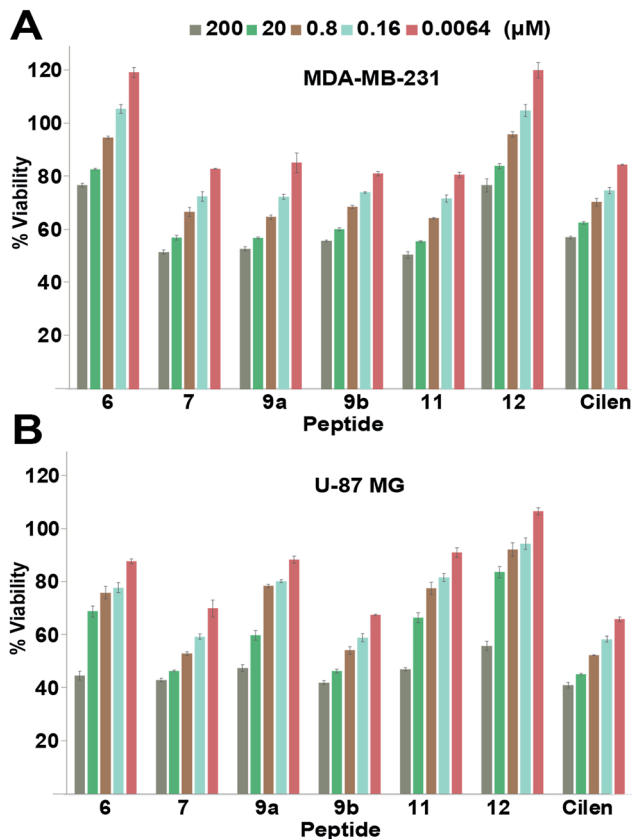 A
200 20 0.8 0.16 0.0064 (µM)
MDA-MB-231
% Viability
120
100
80
60
40
20
6 7 9a 9b 11 12 Cilen
Peptide
B
U-87 MG
% Viability
120
100
80
60
40
20
6 7 9a 9b 11 12 Cilen
Peptide